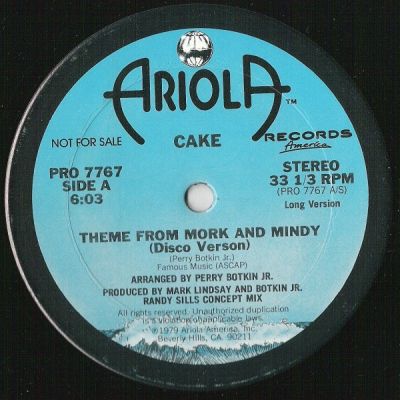 ARIOLA™
NOT FOR SALE
CAKE
RECORDS
America
PRO 7767
SIDE A
6:03
STEREO
33 1/3 RPM
(PRO 7767 A/S)
Long Version
THEME FROM MORK AND MINDY
(Disco Verson)
(Perry Botkin Jr.)
Famous Music (ASCAP)
ARRANGED BY PERRY BOTKIN JR.
PRODUCED BY MARK LINDSAY AND BOTKIN JR.
RANDY SILLS CONCEPT MIX
All rights reserved. Unauthorized duplication
is a violation of applicable laws.
©1979 Ariola America, Inc.
Beverly Hills, CA. 90211